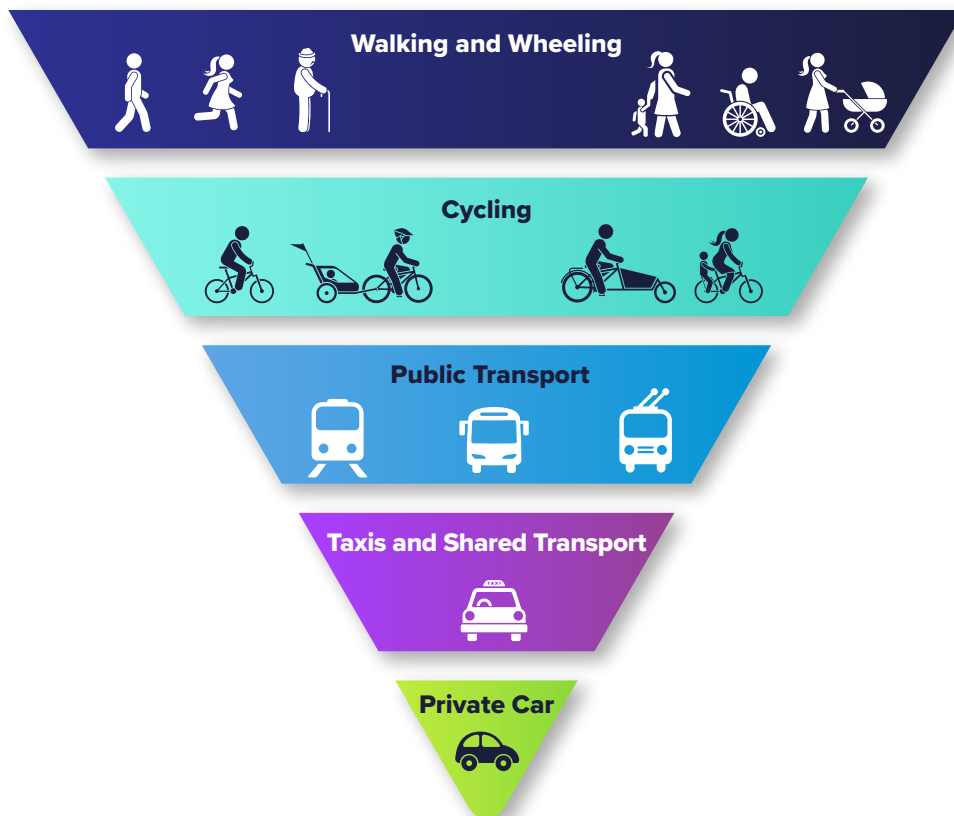 Walking and Wheeling
Cycling
Public Transport
Taxis and Shared Transport
TAXI
Private Car